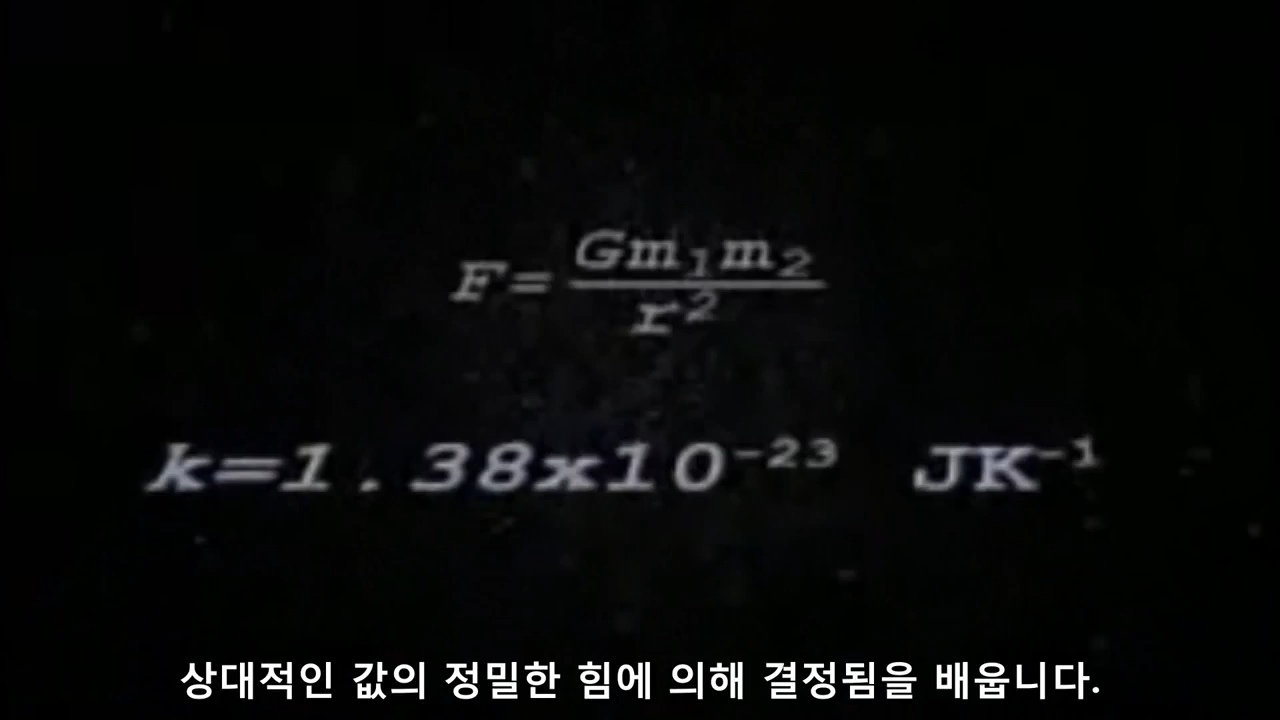 F = Gm₁m₂ / r²
k=1.38x10⁻²³ JK⁻¹
상대적인 값의 정밀한 힘에 의해 결정됨을 배웁니다.